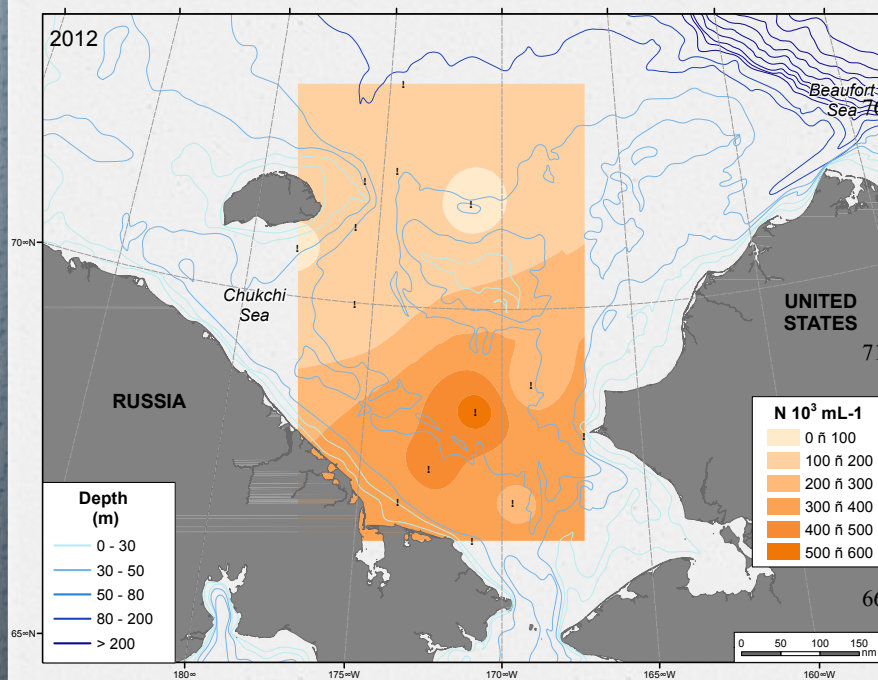 2012
Beaufort
Sea
70∞N
Chukchi
Sea
UNITED
STATES
71
RUSSIA
N 10³ mL-1
0 ñ 100
100 ñ 200
200 ñ 300
300 ñ 400
400 ñ 500
500 ñ 600
Depth
(m)
0 - 30
30 - 50
50 - 80
80 - 200
> 200
66
65∞N
0 50 100 150
nm
180∞ 175∞W 170∞W 165∞W 160∞W